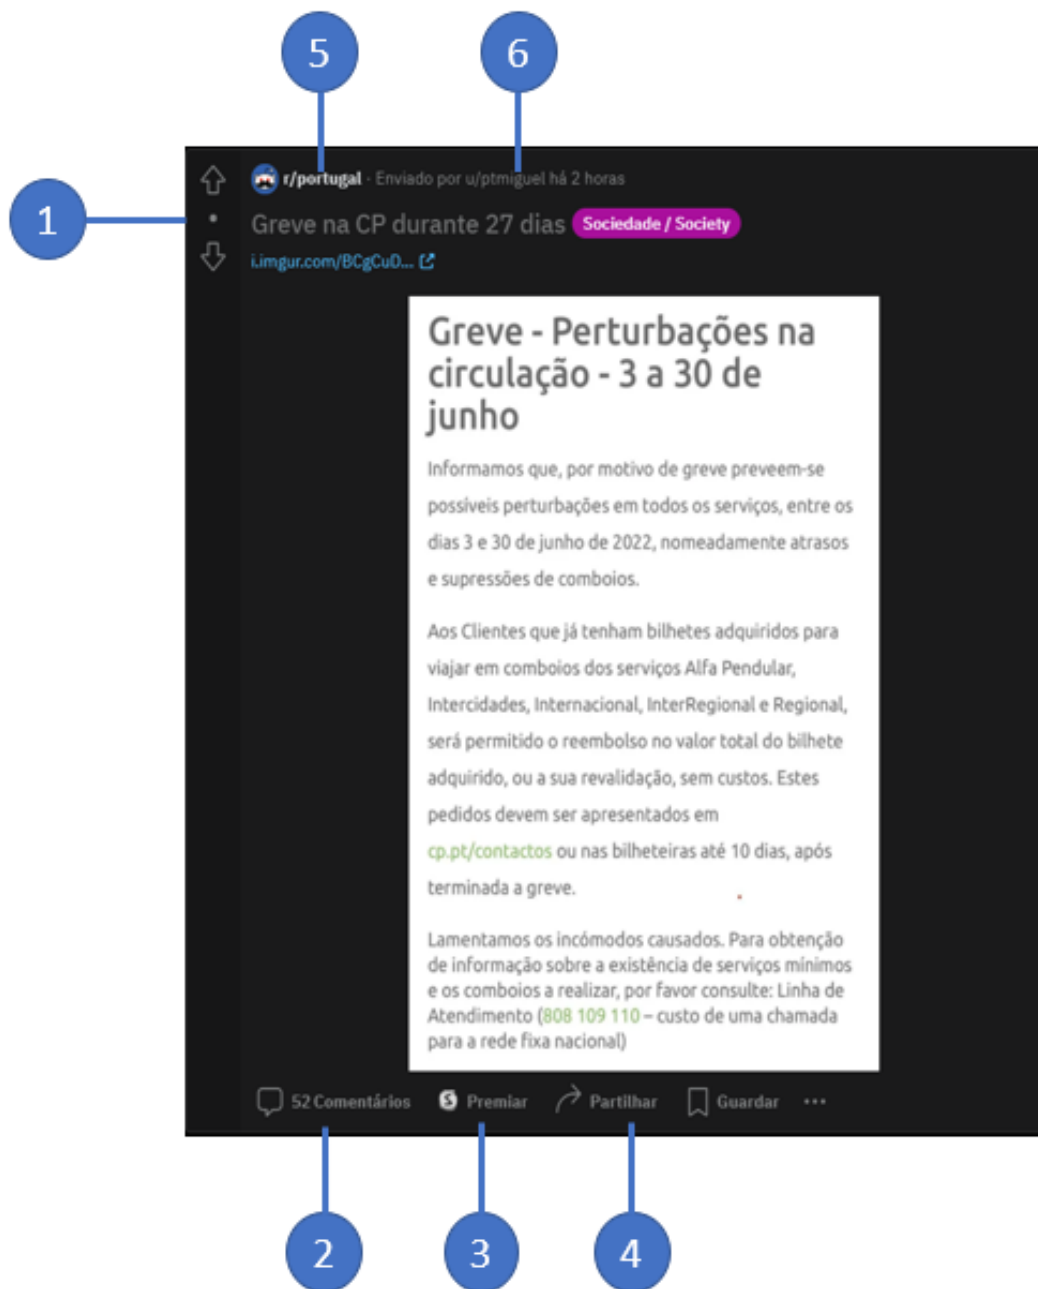 5
6
1
r/portugal · Enviado por u/ptmiguel há 2 horas
Greve na CP durante 27 dias Sociedade / Society
i.imgur.com/BCgCuD...
Greve - Perturbações na
circulação - 3 a 30 de
junho
Informamos que, por motivo de greve preveem-se
possíveis perturbações em todos os serviços, entre os
dias 3 e 30 de junho de 2022, nomeadamente atrasos
e supressões de comboios.
Aos Clientes que já tenham bilhetes adquiridos para
viajar em comboios dos serviços Alfa Pendular,
Intercidades, Internacional, InterRegional e Regional,
será permitido o reembolso no valor total do bilhete
adquirido, ou a sua revalidação, sem custos. Estes
pedidos devem ser apresentados em
cp.pt/contactos ou nas bilheteiras até 10 dias, após
terminada a greve.
Lamentamos os incómodos causados. Para obtenção
de informação sobre a existência de serviços mínimos
e os comboios a realizar, por favor consulte: Linha de
Atendimento (808 109 110 – custo de uma chamada
para a rede fixa nacional)
52 Comentários Premiar Partilhar Guardar ...
2
3
4